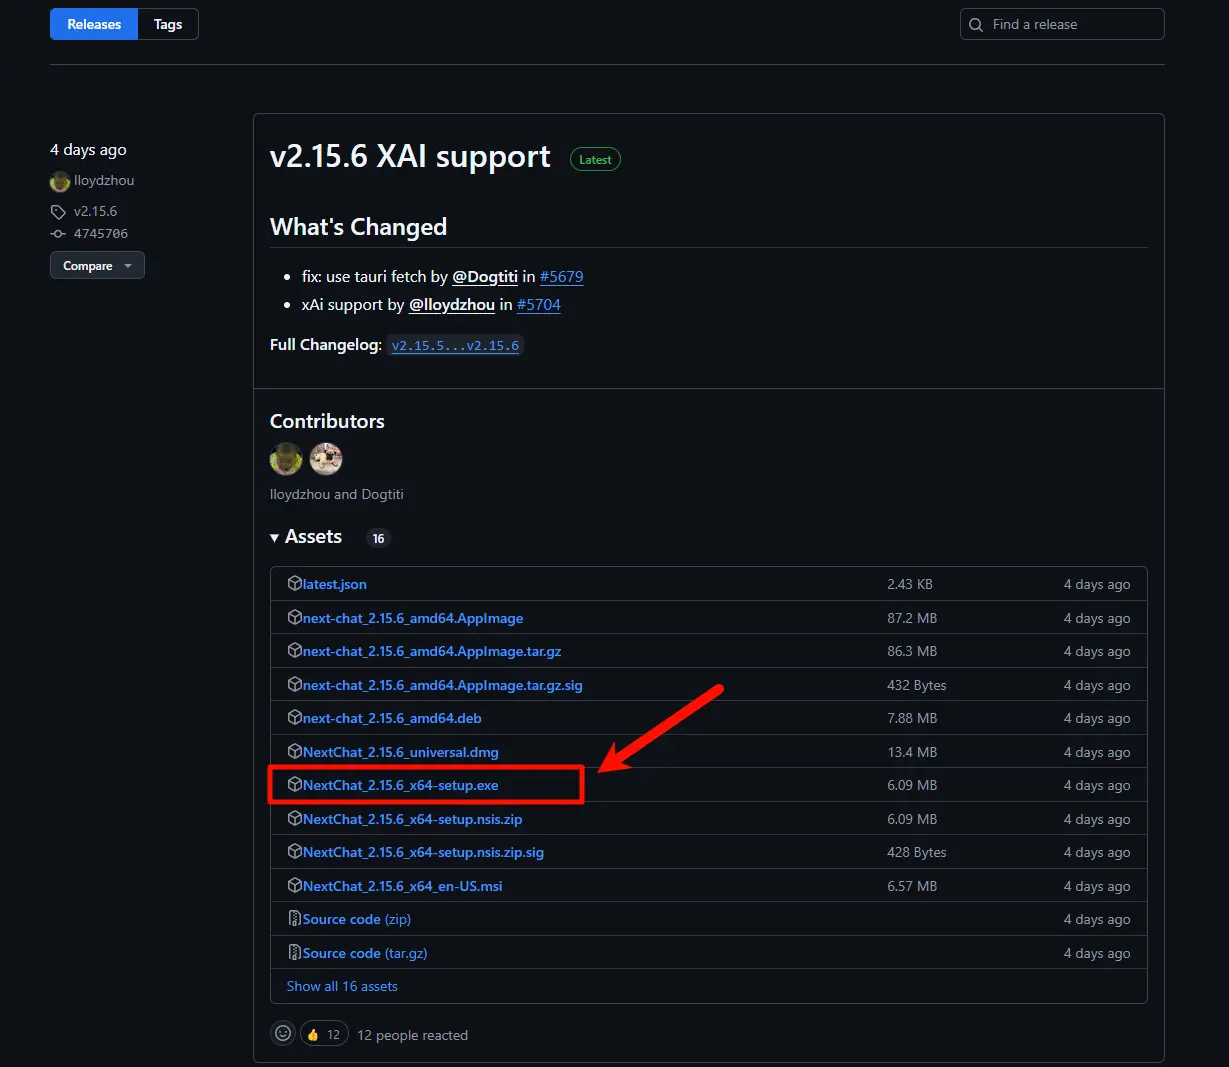 Releases Tags Find a release
4 days ago
lloydzhou
v2.15.6
4745706
Compare
v2.15.6 XAI support Latest
What's Changed
fix: use tauri fetch by @Dogtiti in #5679
xAi support by @lloydzhou in #5704
Full Changelog: v2.15.5...v2.15.6
Contributors
lloydzhou and Dogtiti
Assets 16
latest.json 2.43 KB 4 days ago
next-chat_2.15.6_amd64.AppImage 87.2 MB 4 days ago
next-chat_2.15.6_amd64.AppImage.tar.gz 86.3 MB 4 days ago
next-chat_2.15.6_amd64.AppImage.tar.gz.sig 432 Bytes 4 days ago
next-chat_2.15.6_amd64.deb 7.88 MB 4 days ago
NextChat_2.15.6_universal.dmg 13.4 MB 4 days ago
NextChat_2.15.6_x64-setup.exe 6.09 MB 4 days ago
NextChat_2.15.6_x64-setup.nsis.zip 6.09 MB 4 days ago
NextChat_2.15.6_x64-setup.nsis.zip.sig 428 Bytes 4 days ago
NextChat_2.15.6_x64_en-US.msi 6.57 MB 4 days ago
Source code (zip) 4 days ago
Source code (tar.gz) 4 days ago
Show all 16 assets
👍 12 12 people reacted